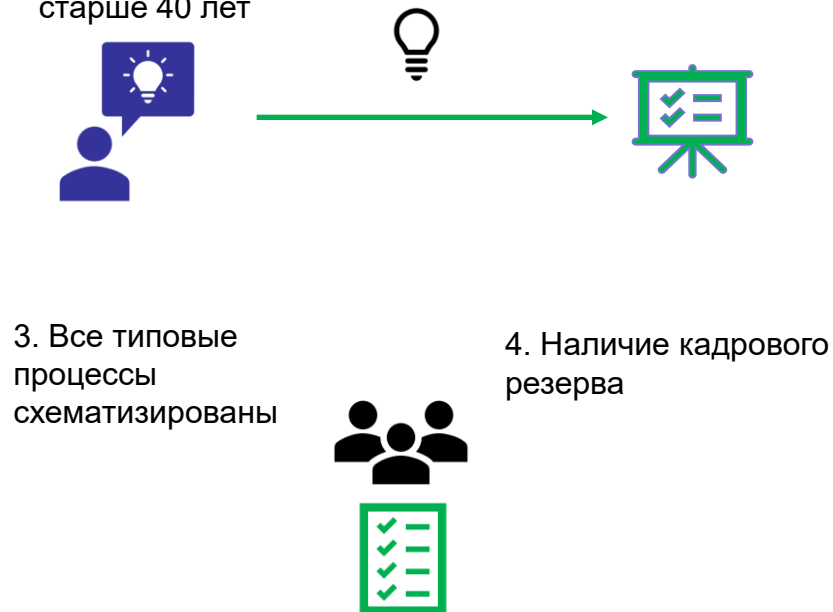 старше 40 лет
3. Все типовые
процессы
схематизированы
4. Наличие кадрового
резерва